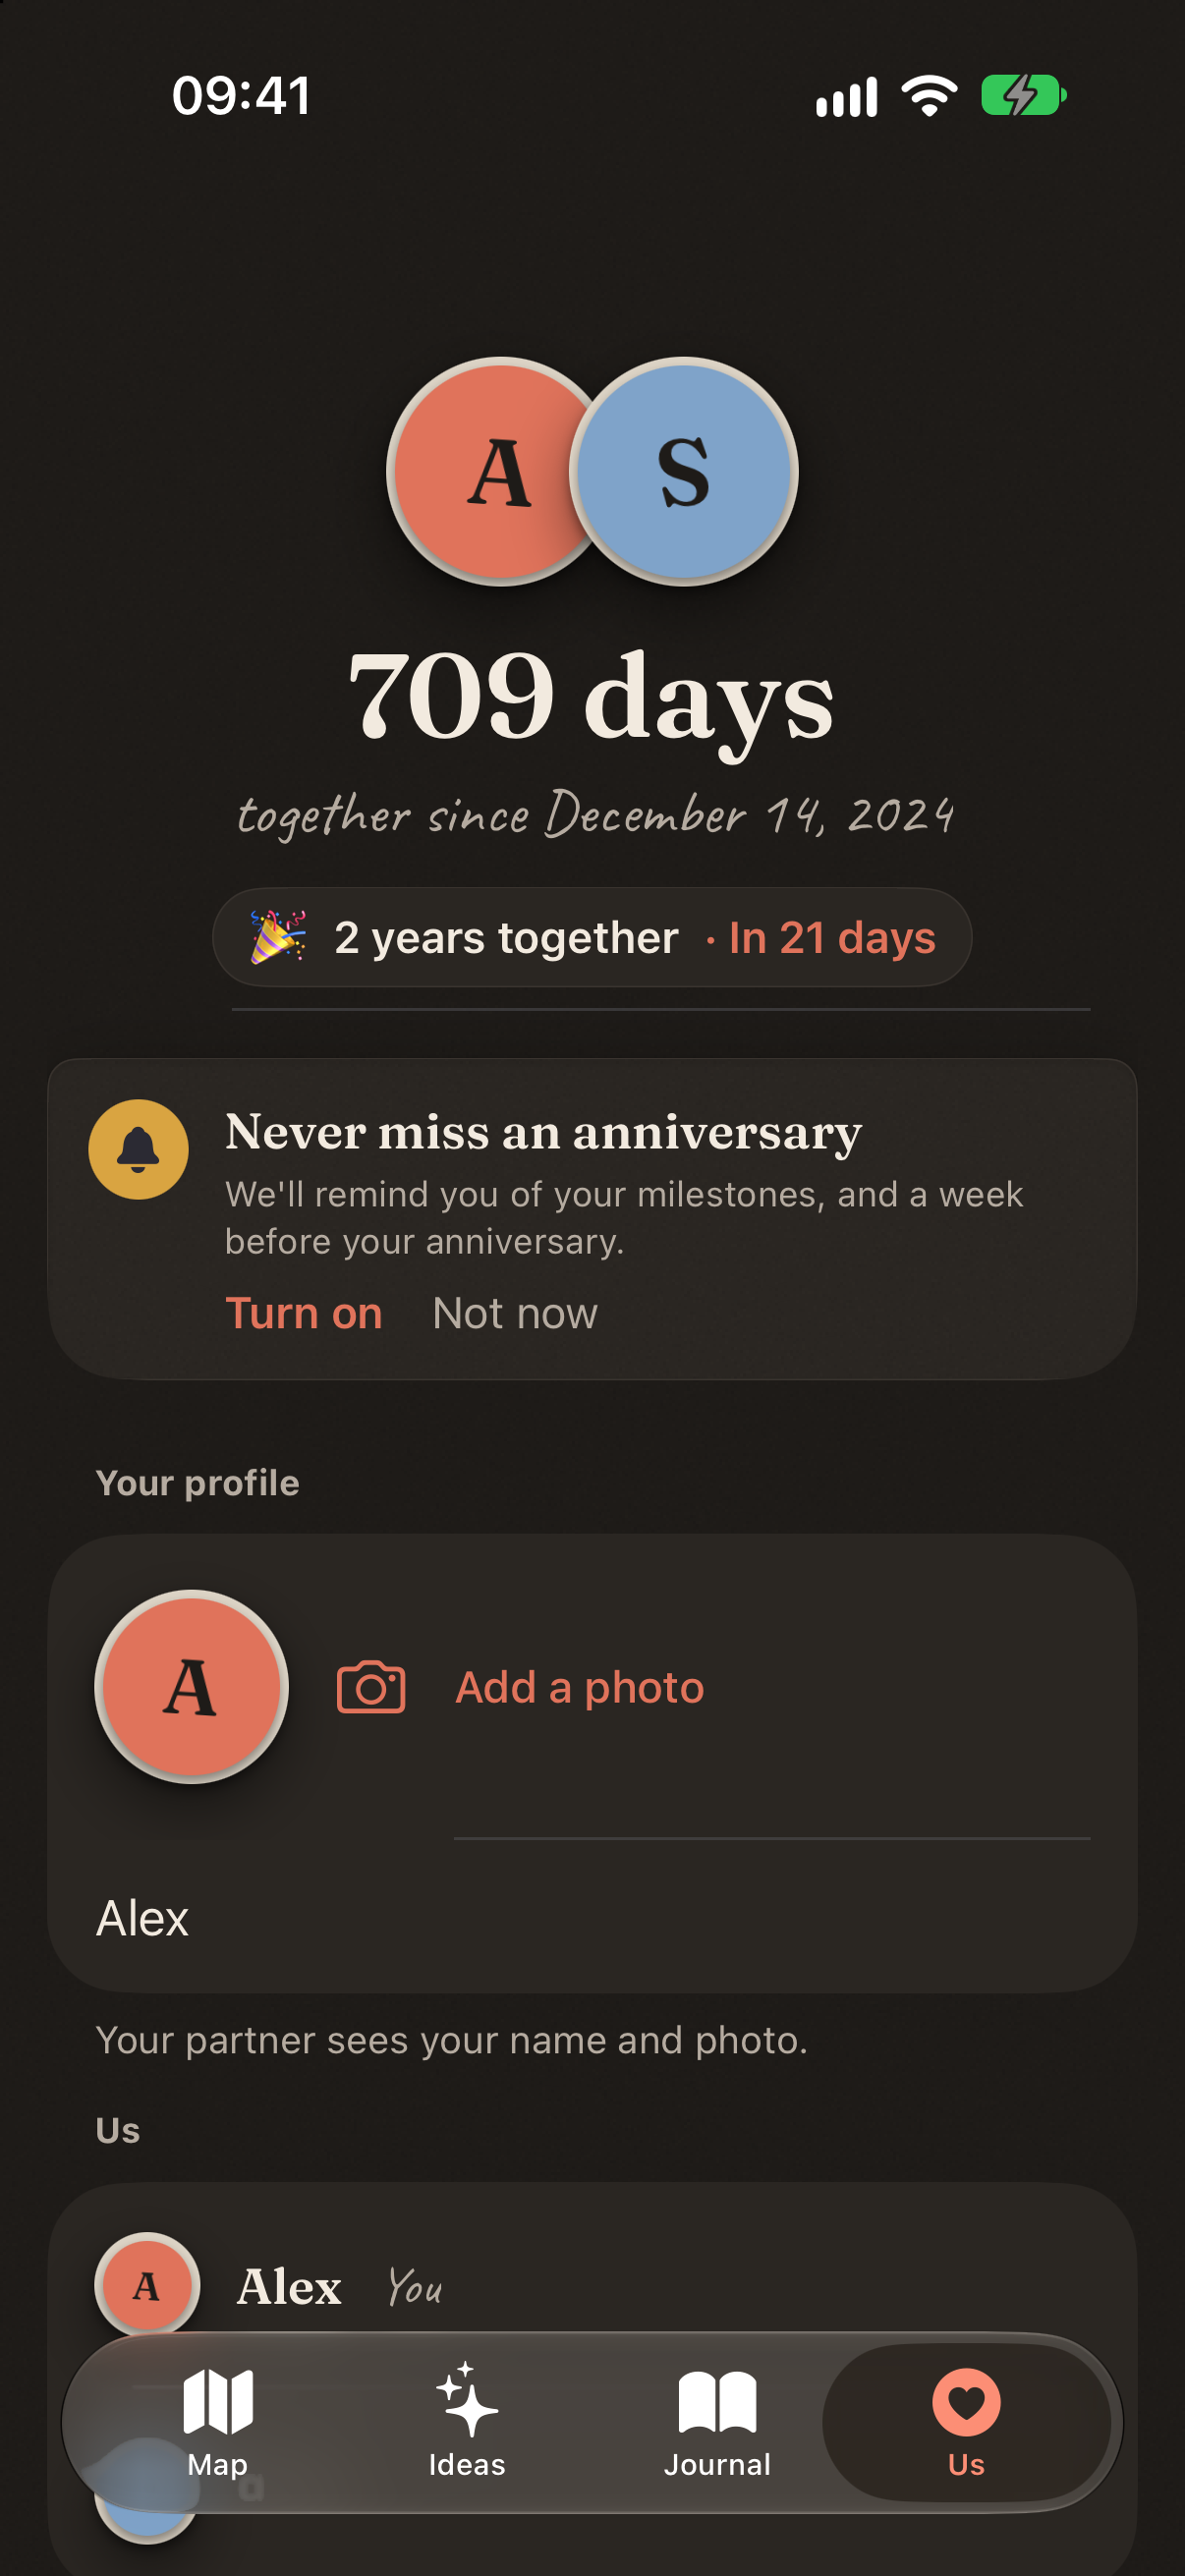 09:41
A S
709 days
together since December 14, 2024
2 years together · In 21 days
Never miss an anniversary
We'll remind you of your milestones, and a week
before your anniversary.
Turn on Not now
Your profile
A Add a photo
Alex
Your partner sees your name and photo.
Us
A Alex You
Map Ideas Journal Us